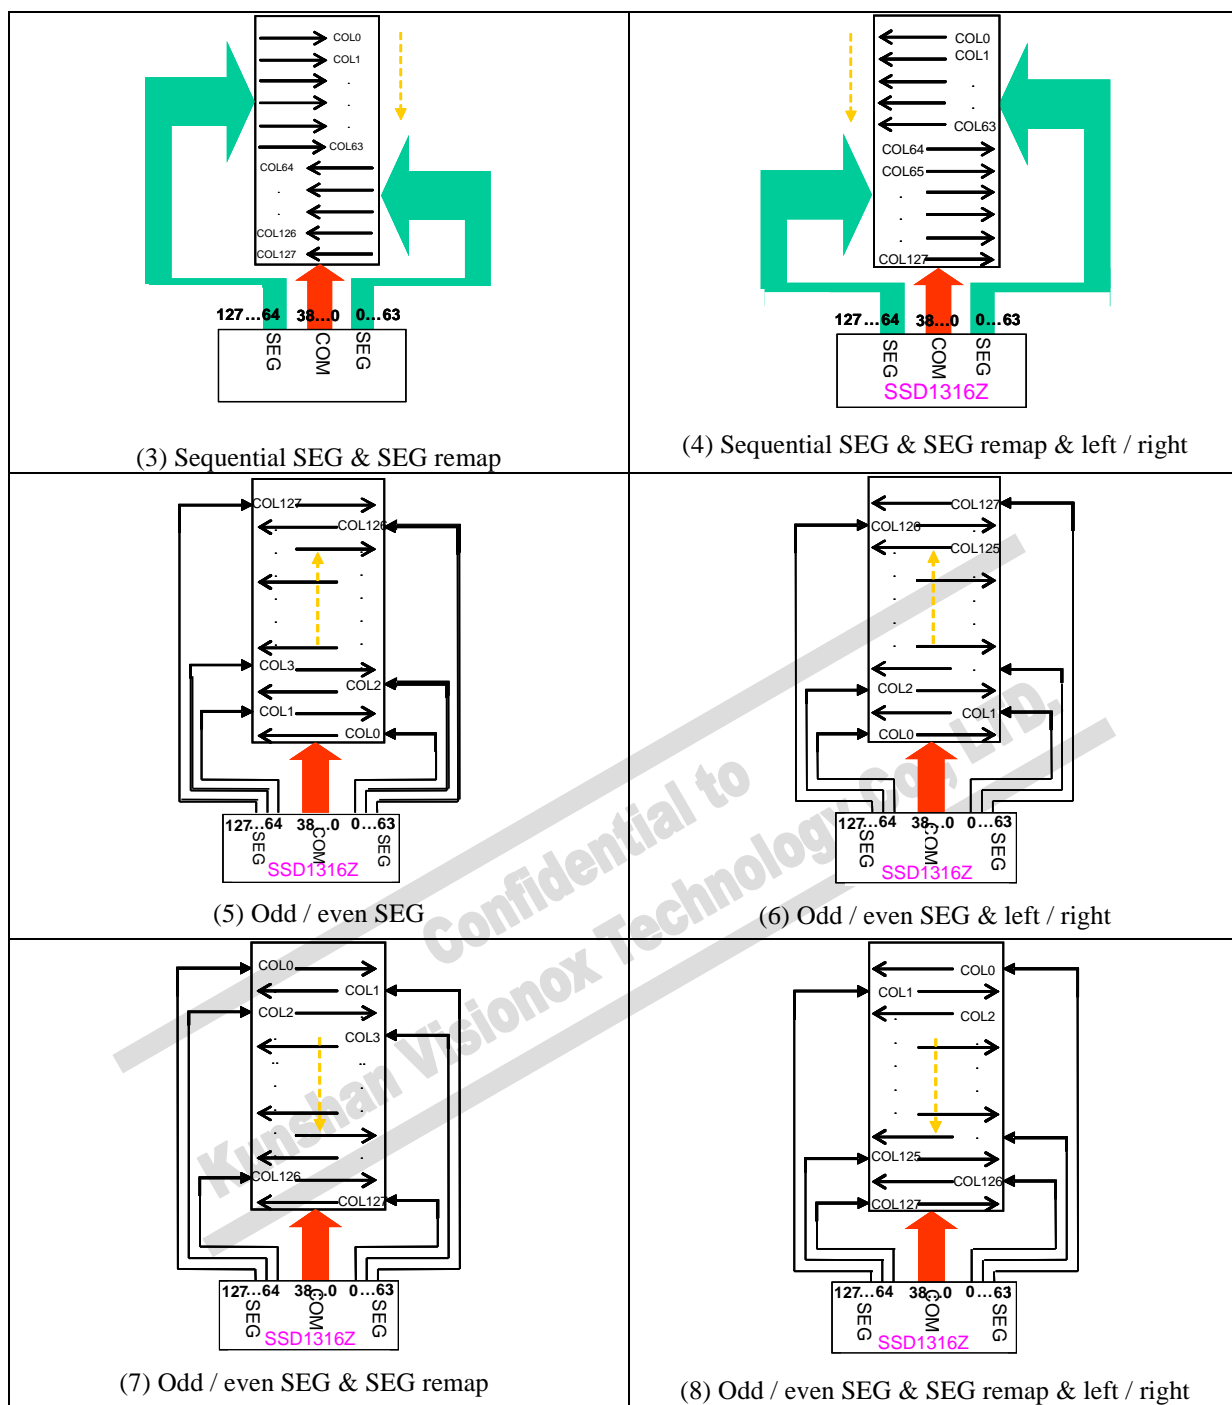 COL0
COL1
.
.
.
COL63
COL64
.
.
COL126
COL127
127...64 38...0 0...63
SEG COM SEG
(3) Sequential SEG & SEG remap
COL0
COL1
.
.
COL63
COL64
COL65
.
.
COL127
127...64 38...0 0...63
SEG COM SEG
SSD1316Z
(4) Sequential SEG & SEG remap & left / right
COL127
COL126
COL3
COL2
COL1
COL0
127...64 38...0 0...63
SEG COM SEG
SSD1316Z
(5) Odd / even SEG
COL127
COL126
COL125
COL2
COL1
COL0
127...64 38...0 0...63
SEG COM SEG
SSD1316Z
(6) Odd / even SEG & left / right
COL0
COL1
COL2
COL3
COL126
COL127
127...64 38...0 0...63
SEG COM SEG
SSD1316Z
(7) Odd / even SEG & SEG remap
COL0
COL1
COL2
COL125
COL126
COL127
127...64 38...0 0...63
SEG COM SEG
SSD1316Z
(8) Odd / even SEG & SEG remap & left / right
Confidential to
Kunshan Visionox Technology Co., LTD.